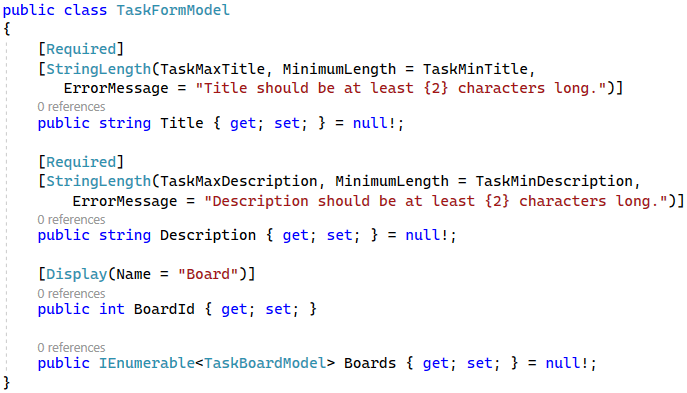 public class TaskFormModel
{
    [Required]
    [StringLength(TaskMaxTitle, MinimumLength = TaskMinTitle,
       ErrorMessage = "Title should be at least {2} characters long.")]
    0 references
    public string Title { get; set; } = null!;

    [Required]
    [StringLength(TaskMaxDescription, MinimumLength = TaskMinDescription,
        ErrorMessage = "Description should be at least {2} characters long.")]
    0 references
    public string Description { get; set; } = null!;

    [Display(Name = "Board")]
    0 references
    public int BoardId { get; set; }

    0 references
    public IEnumerable<TaskBoardModel> Boards { get; set; } = null!;
}